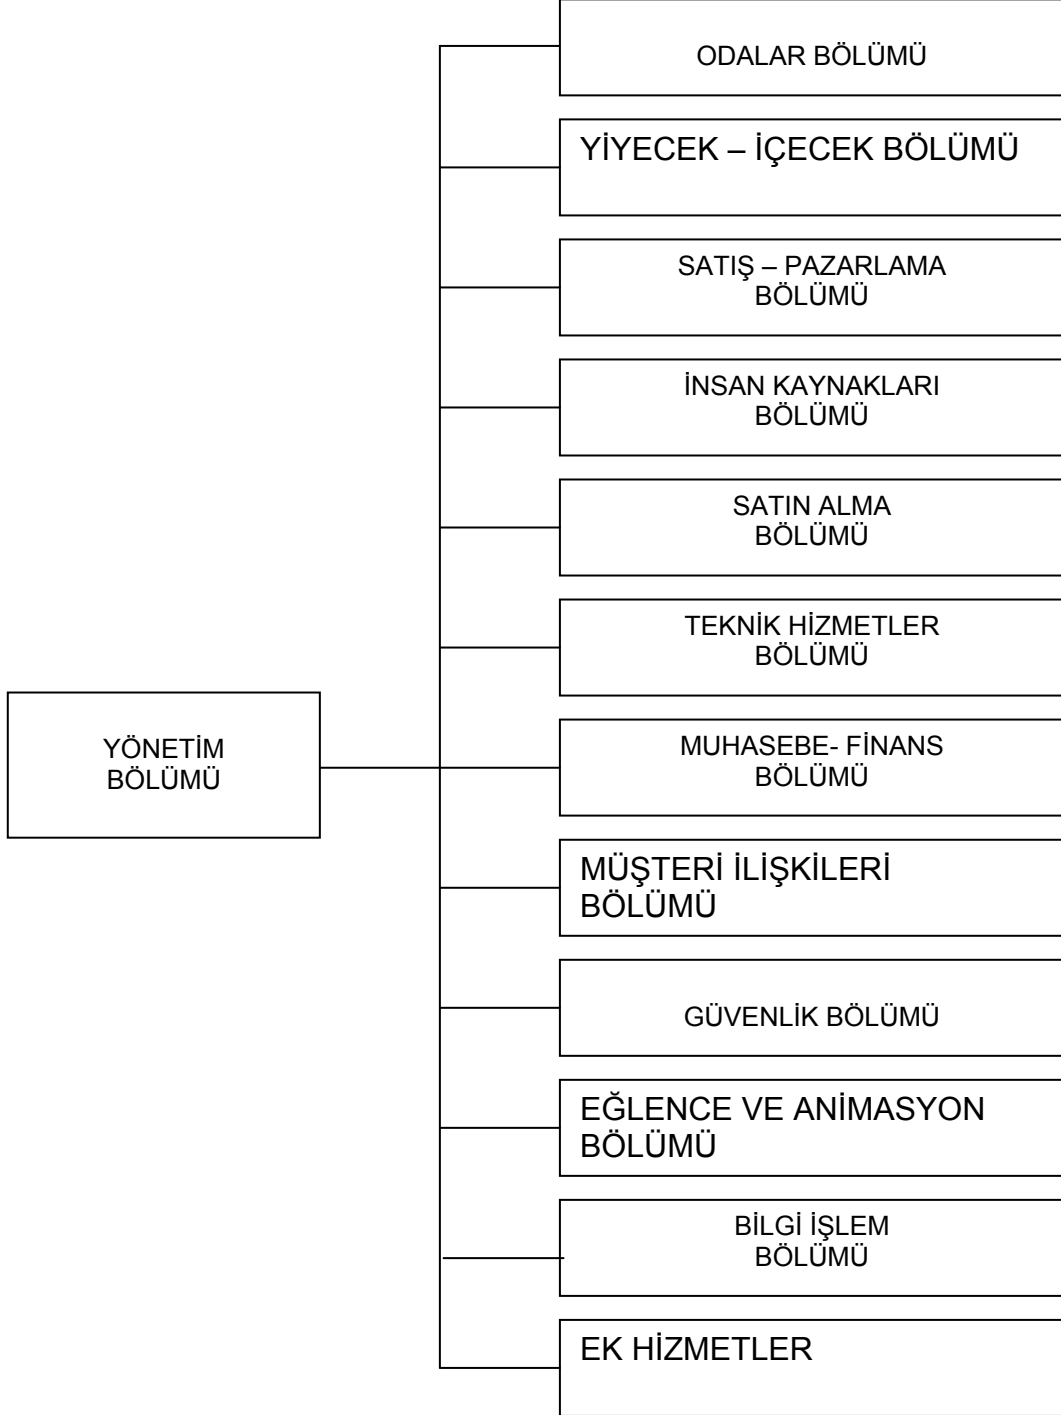 ODALAR BÖLÜMÜ
YİYECEK – İÇECEK BÖLÜMÜ
SATIŞ – PAZARLAMA
BÖLÜMÜ
İNSAN KAYNAKLARI
BÖLÜMÜ
SATIN ALMA
BÖLÜMÜ
TEKNİK HİZMETLER
BÖLÜMÜ
YÖNETİM
BÖLÜMÜ
MUHASEBE- FİNANS
BÖLÜMÜ
MÜŞTERİ İLİŞKİLERİ
BÖLÜMÜ
GÜVENLİK BÖLÜMÜ
EĞLENCE VE ANİMASYON
BÖLÜMÜ
BİLGİ İŞLEM
BÖLÜMÜ
EK HİZMETLER